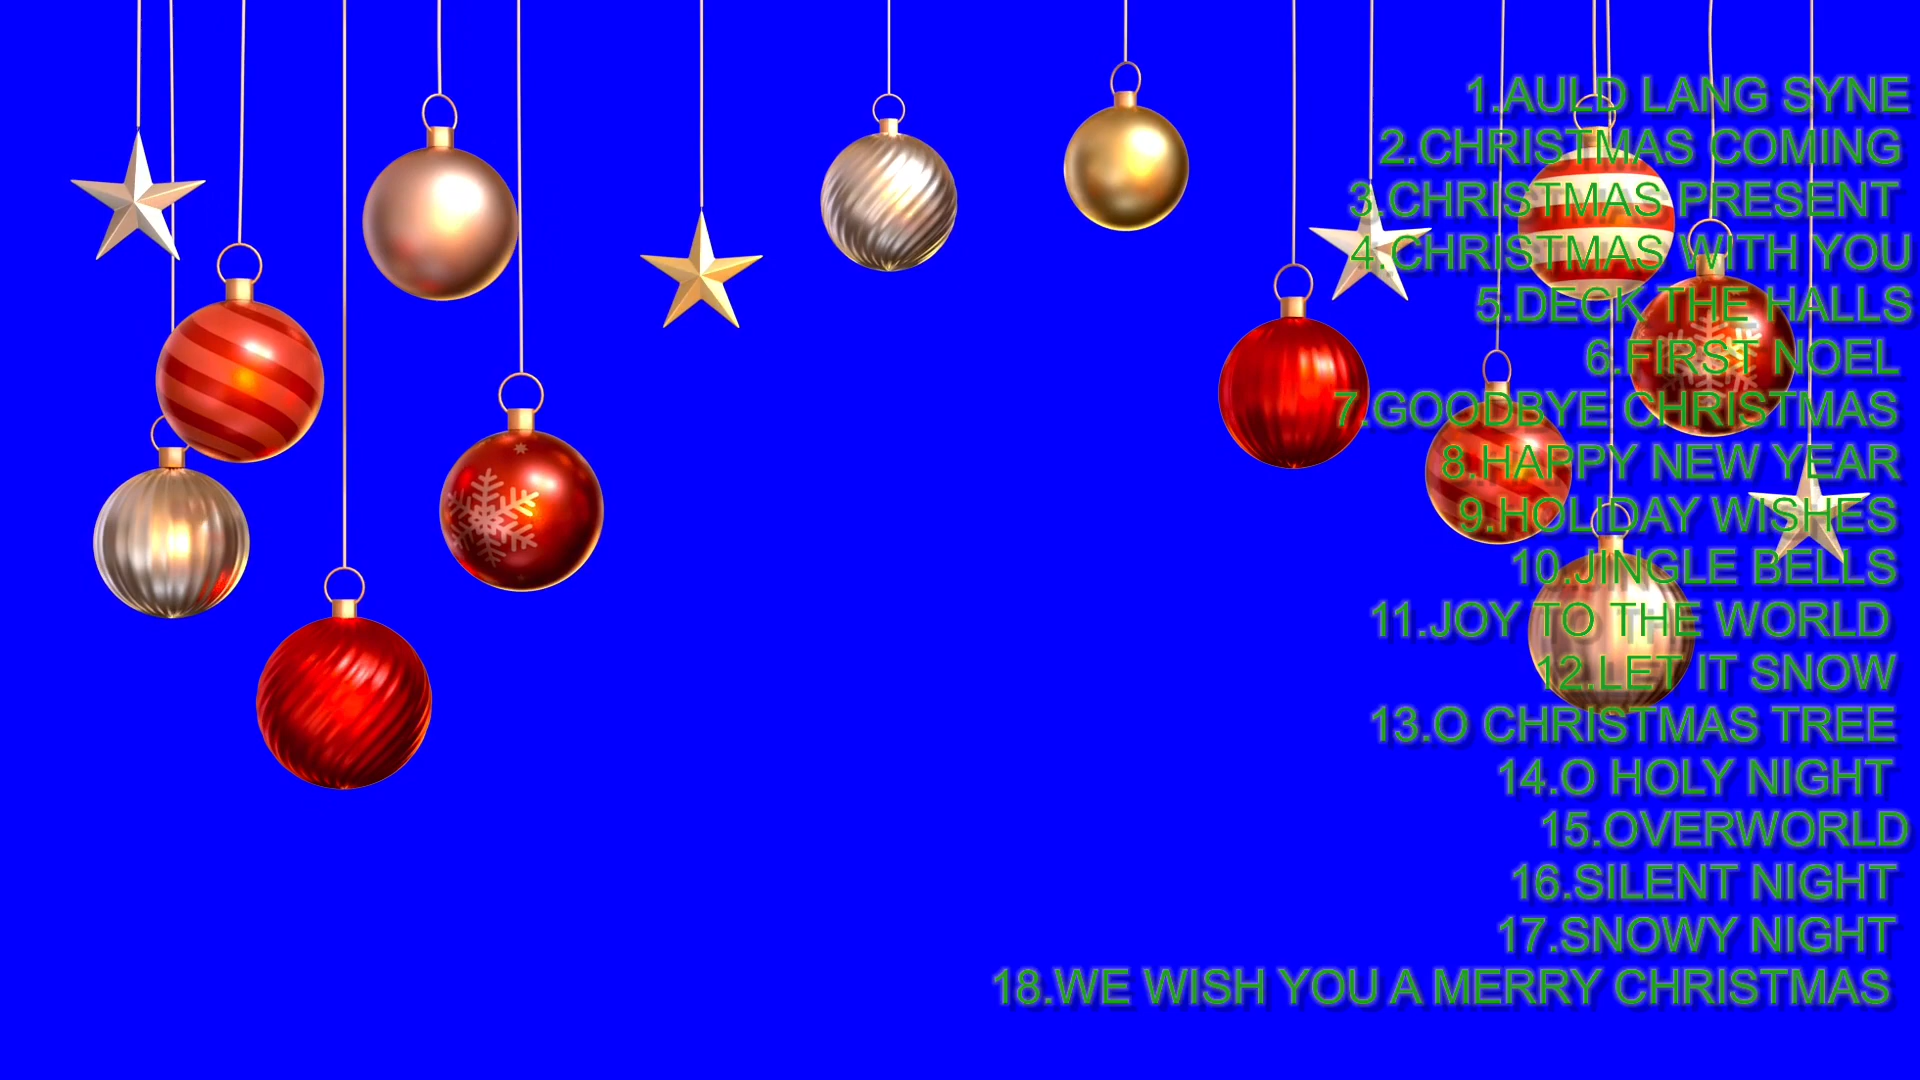 1.AULD LANG SYNE
2.CHRISTMAS COMING
3.CHRISTMAS PRESENT
4.CHRISTMAS WITH YOU
5.DECK THE HALLS
6.FIRST NOEL
7.GOODBYE CHRISTMAS
8.HAPPY NEW YEAR
9.HOLIDAY WISHES
10.JINGLE BELLS
11.JOY TO THE WORLD
12.LET IT SNOW
13.O CHRISTMAS TREE
14.O HOLY NIGHT
15.OVERWORLD
16.SILENT NIGHT
17.SNOWY NIGHT
18.WE WISH YOU A MERRY CHRISTMAS